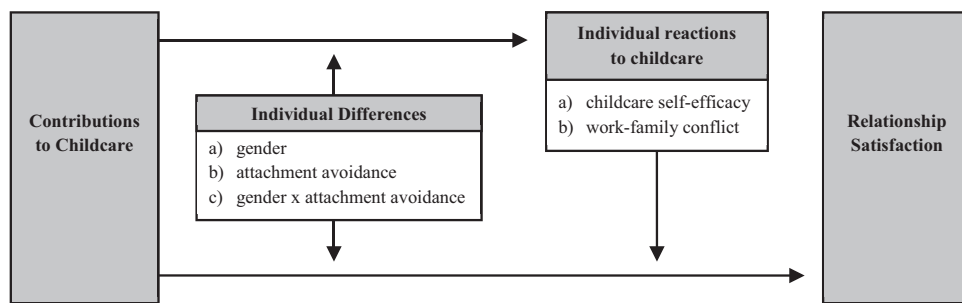 Contributions
to Childcare
Individual Differences
a) gender
b) attachment avoidance
c) gender x attachment avoidance
Individual reactions
to childcare
a) childcare self-efficacy
b) work-family conflict
Relationship
Satisfaction